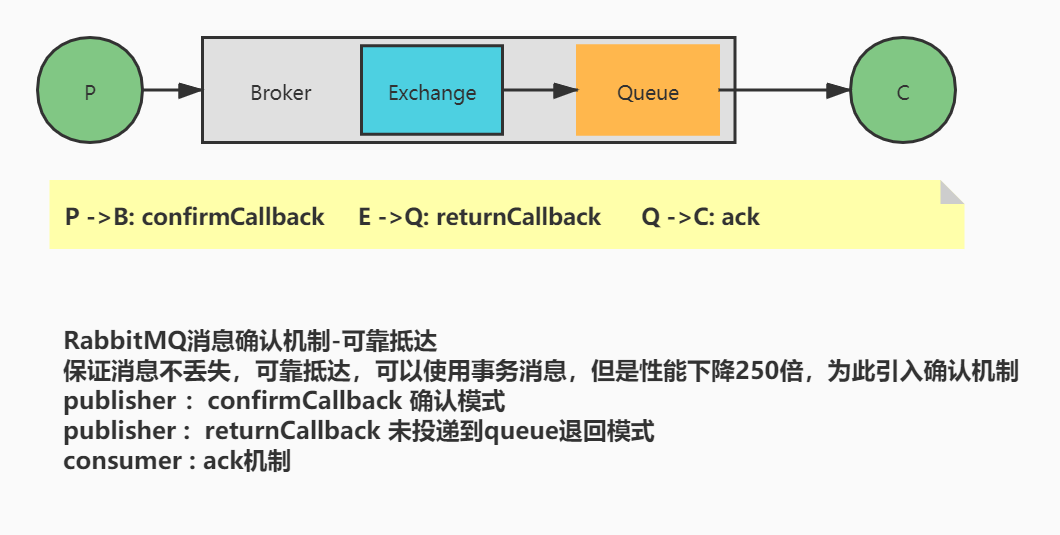 P
Broker
Exchange
Queue
C
P ->B: confirmCallback E ->Q: returnCallback Q ->C: ack
RabbitMQ消息确认机制-可靠抵达
保证消息不丢失，可靠抵达，可以使用事务消息，但是性能下降250倍，为此引入确认机制
publisher ： confirmCallback 确认模式
publisher ： returnCallback 未投递到queue退回模式
consumer : ack机制